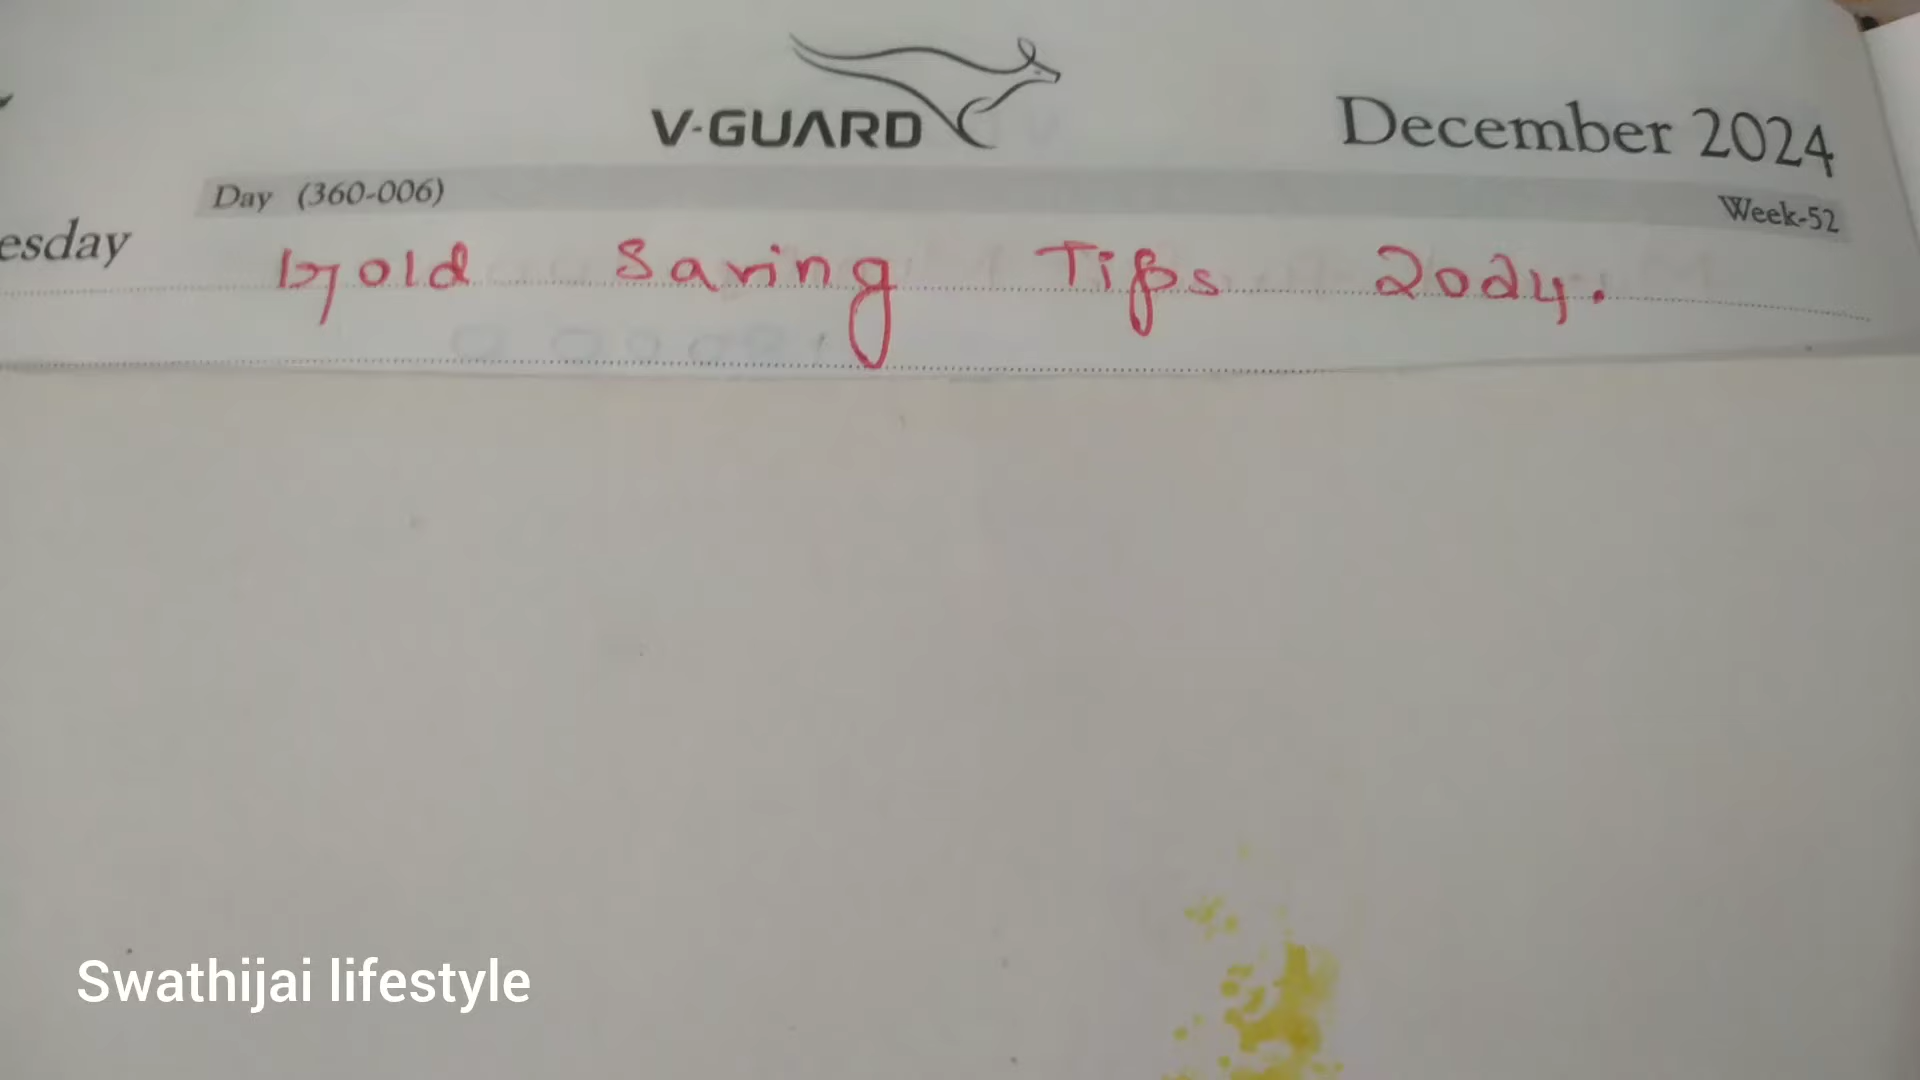 V-GUARD
December 2024
Day (360-006)
Week-52
esday
Gold Saving Tips 2024.
Swathijai lifestyle